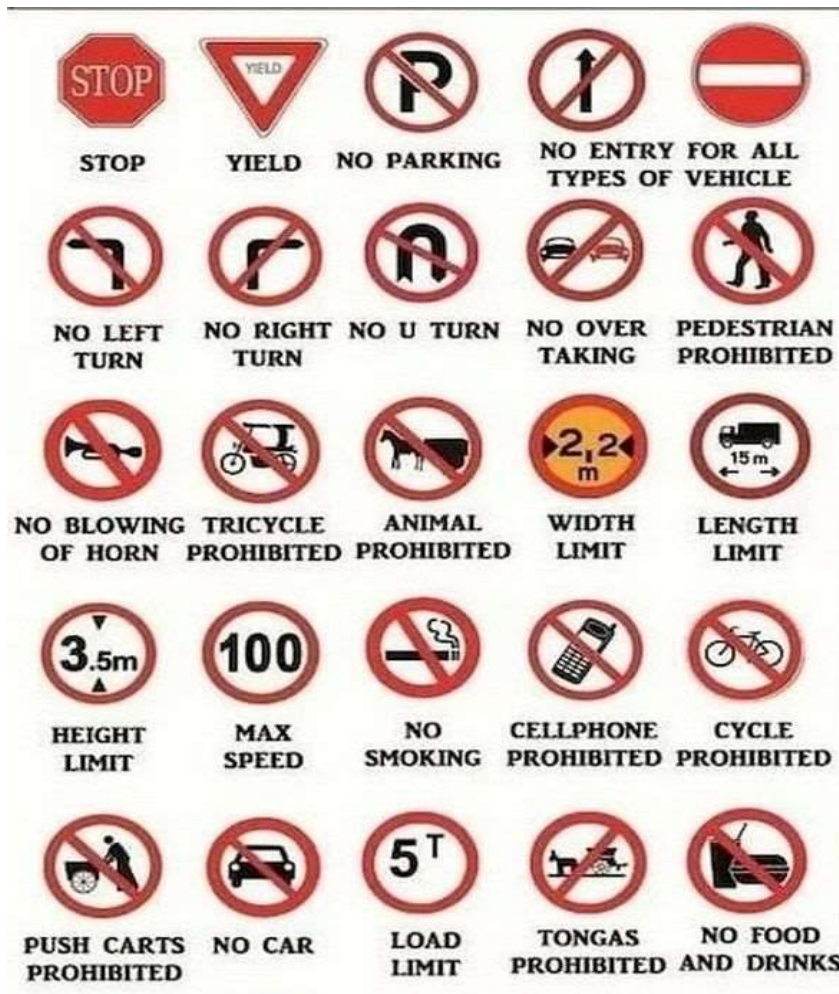 STOP
YIELD
P
STOP
YIELD
NO PARKING
NO ENTRY FOR ALL
TYPES OF VEHICLE
NO LEFT
TURN
NO RIGHT
TURN
NO U TURN
NO OVER
TAKING
PEDESTRIAN
PROHIBITED
2,2
m
15 m
NO BLOWING
OF HORN
TRICYCLE
PROHIBITED
ANIMAL
PROHIBITED
WIDTH
LIMIT
LENGTH
LIMIT
3.5m
100
HEIGHT
LIMIT
MAX
SPEED
NO
SMOKING
CELLPHONE
PROHIBITED
CYCLE
PROHIBITED
5 T
PUSH CARTS
PROHIBITED
NO CAR
LOAD
LIMIT
TONGAS
PROHIBITED
NO FOOD
AND DRINKS